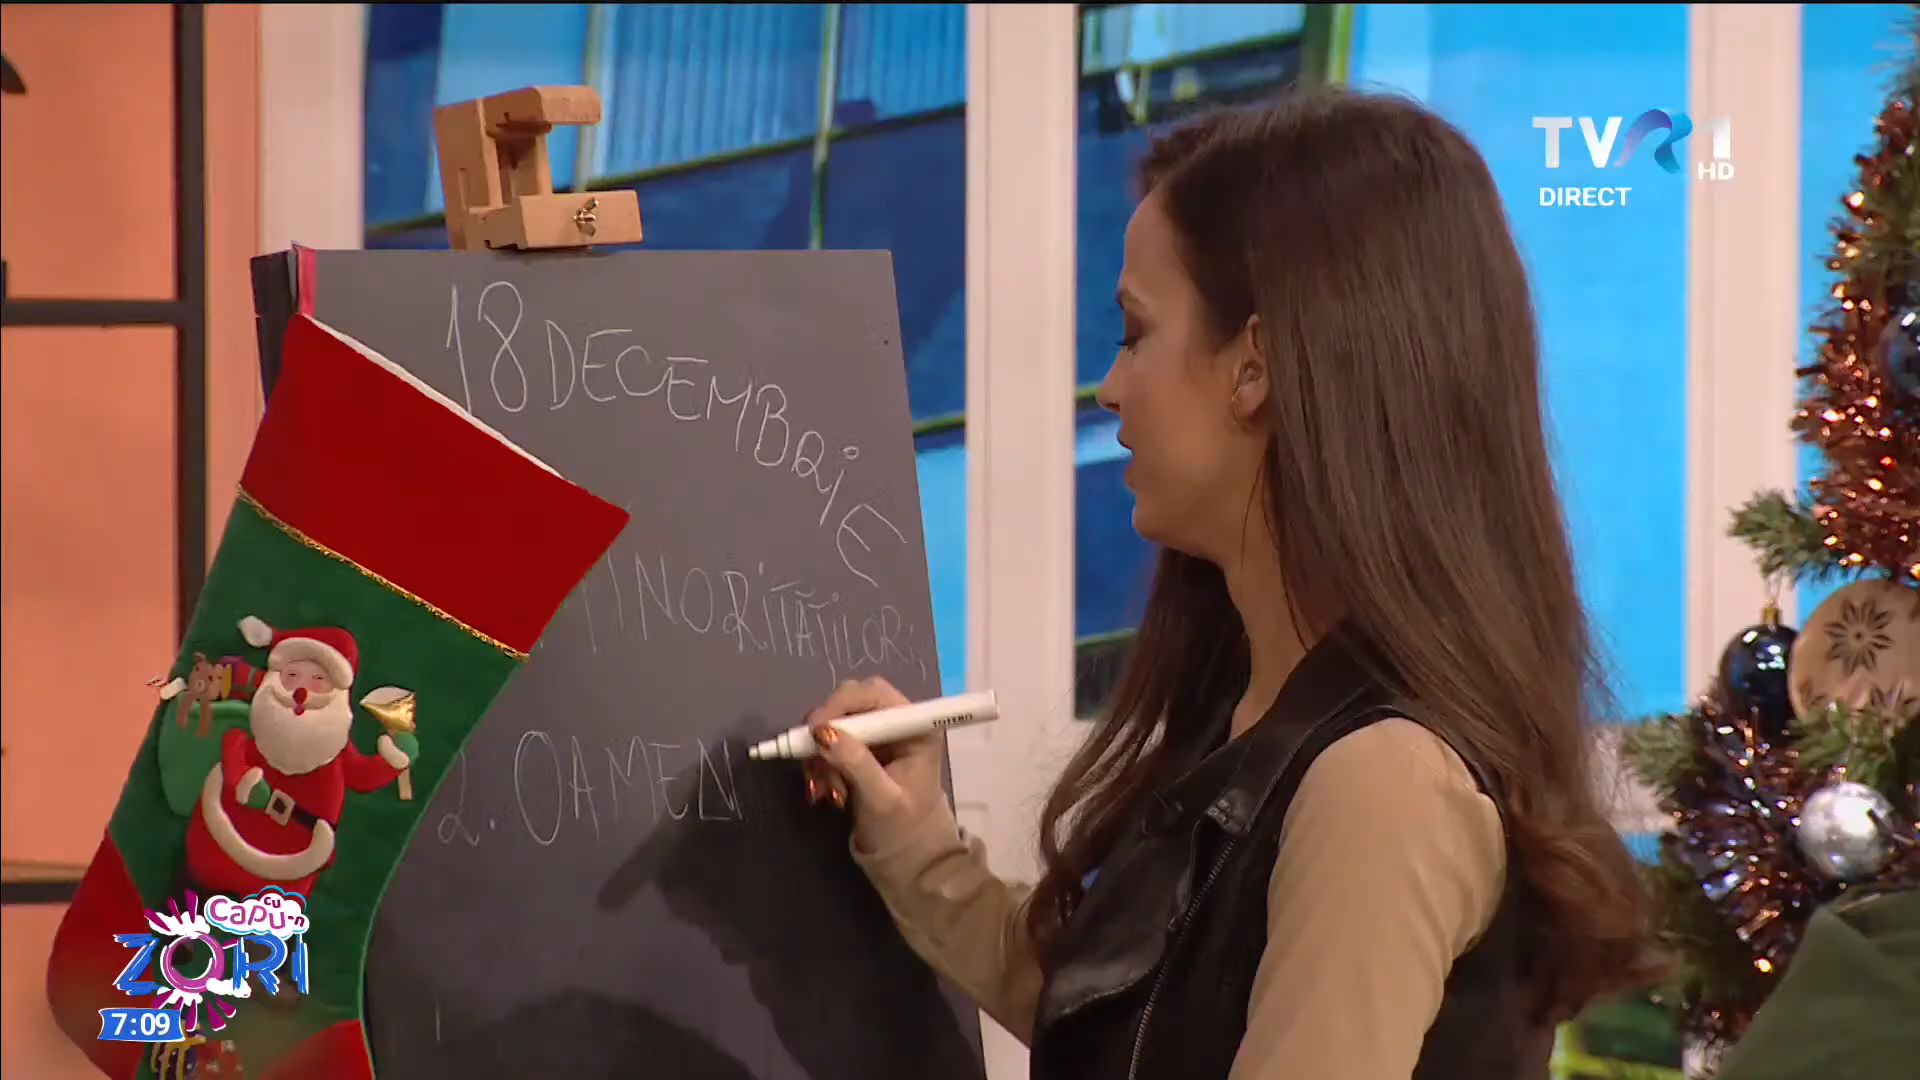 TVR1
HD
DIRECT
18 DECEMBRIE
MINORITĂȚILOR
2. OAMEN
cu
capu-n
ZORI
7:09